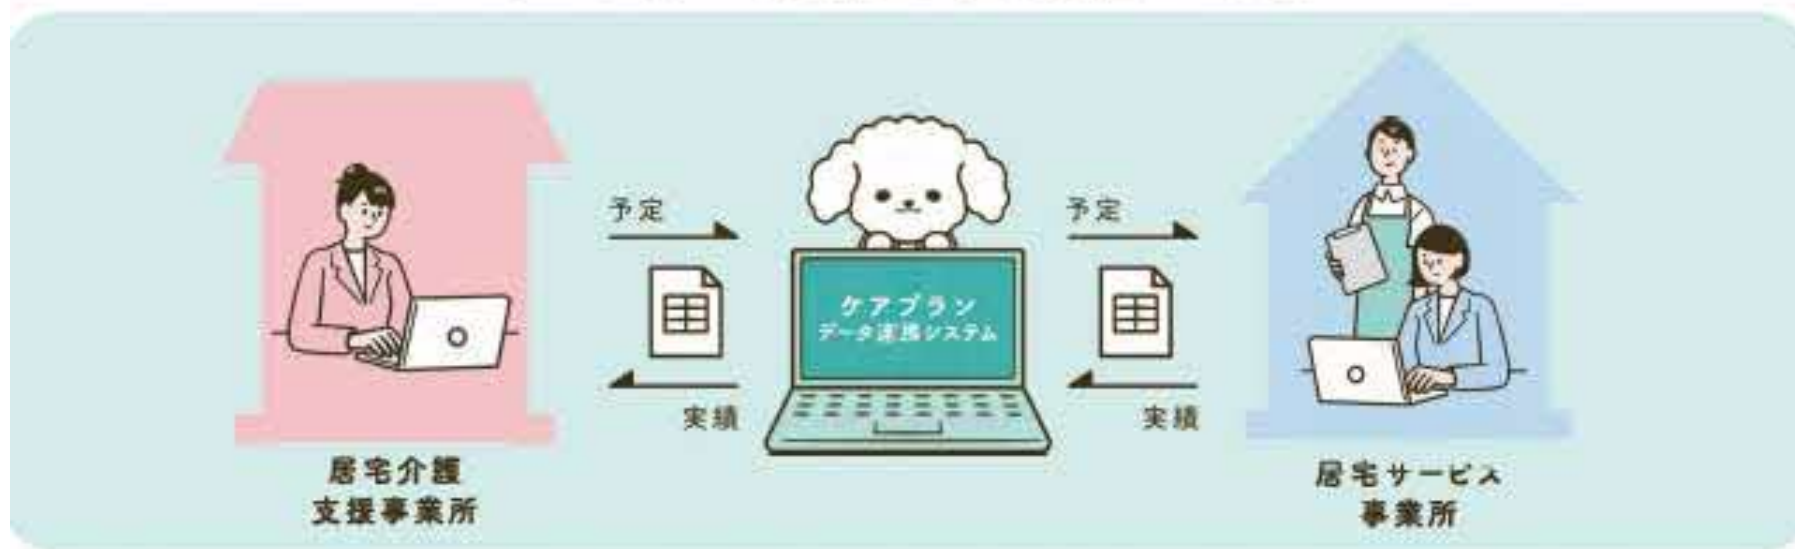 予定
予定
ケアプラン
データ連携システム
実績
実績
居宅介護
支援事業所
居宅サービス
事業所